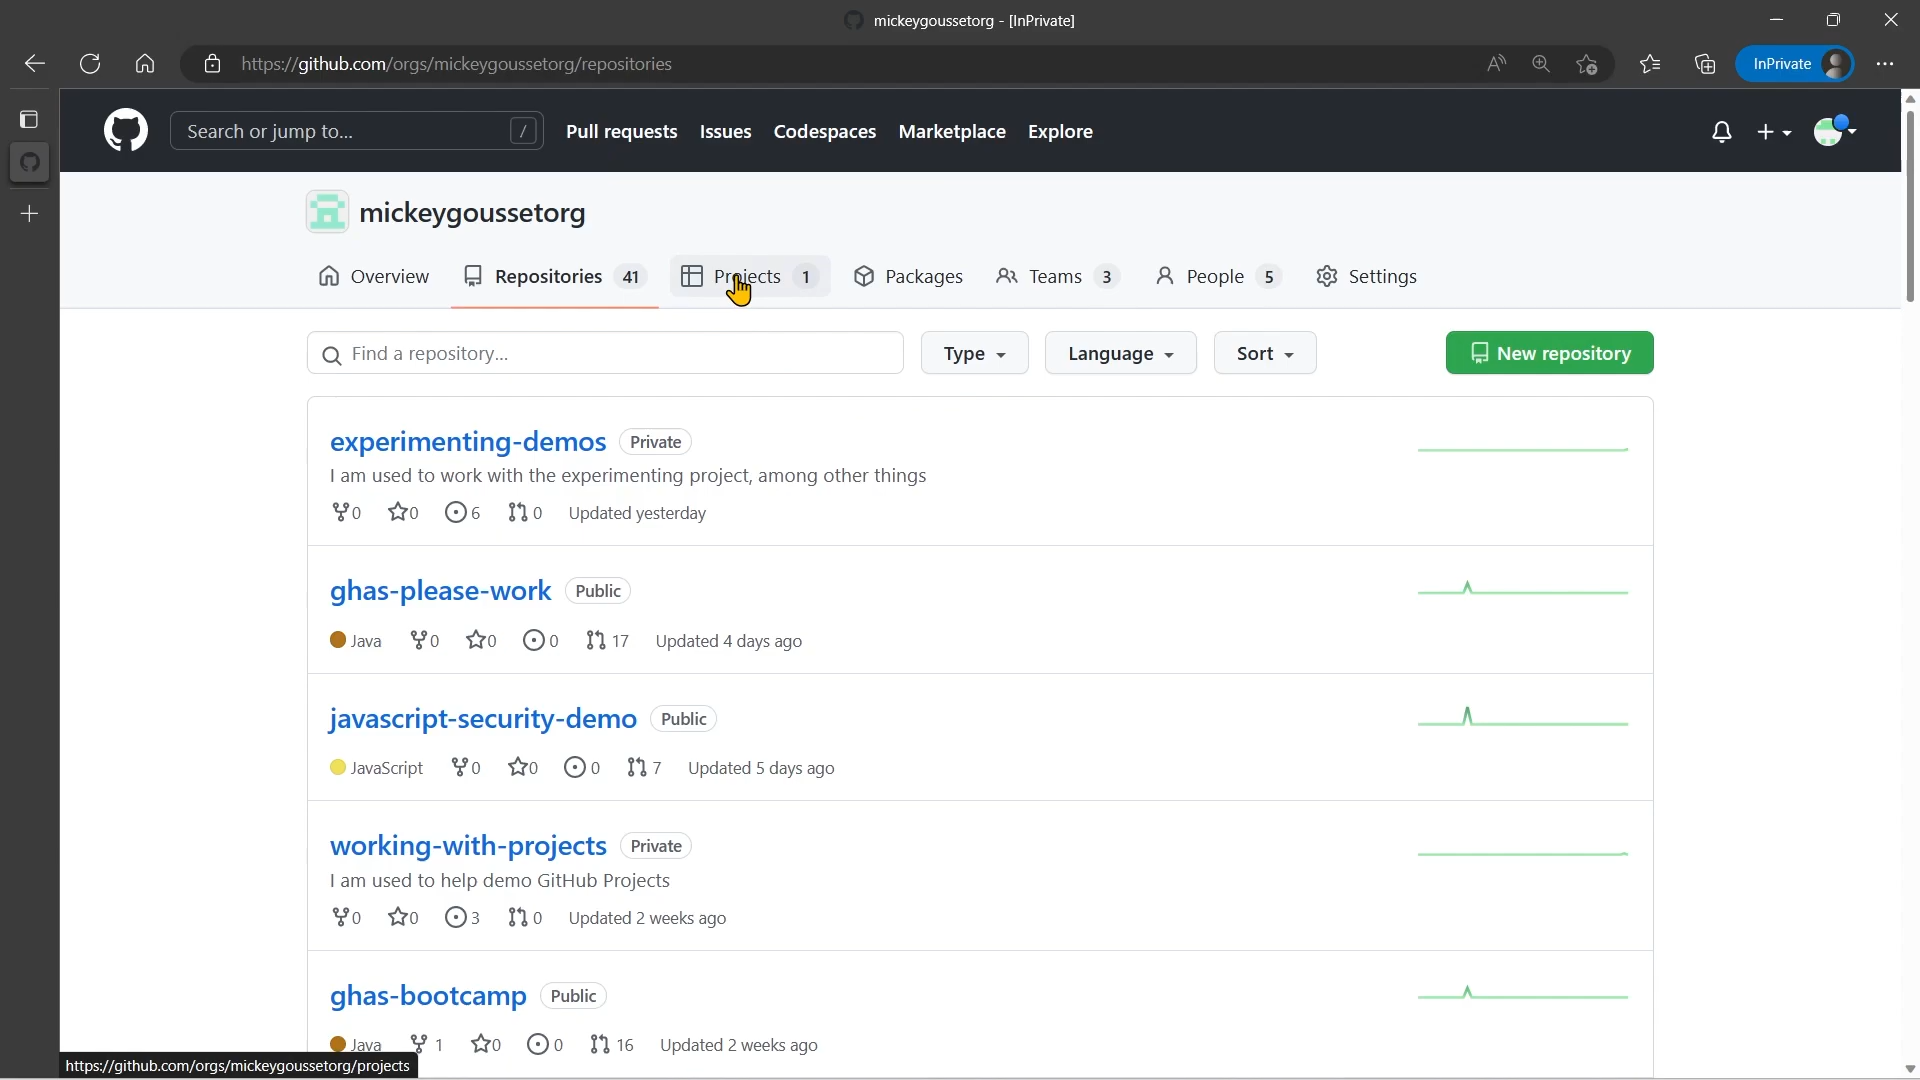 mickeygoussetorg - [InPrivate]
https://github.com/orgs/mickeygoussetorg/repositories
InPrivate
Search or jump to... /
Pull requests Issues Codespaces Marketplace Explore
mickeygoussetorg
Overview Repositories 41 Projects 1 Packages Teams 3 People 5 Settings
Find a repository... Type Language Sort New repository
experimenting-demos Private
I am used to work with the experimenting project, among other things
0 0 6 0 Updated yesterday
ghas-please-work Public
Java 0 0 0 17 Updated 4 days ago
javascript-security-demo Public
JavaScript 0 0 0 7 Updated 5 days ago
working-with-projects Private
I am used to help demo GitHub Projects
0 0 3 0 Updated 2 weeks ago
ghas-bootcamp Public
Java 1 0 0 16 Updated 2 weeks ago
https://github.com/orgs/mickeygoussetorg/projects